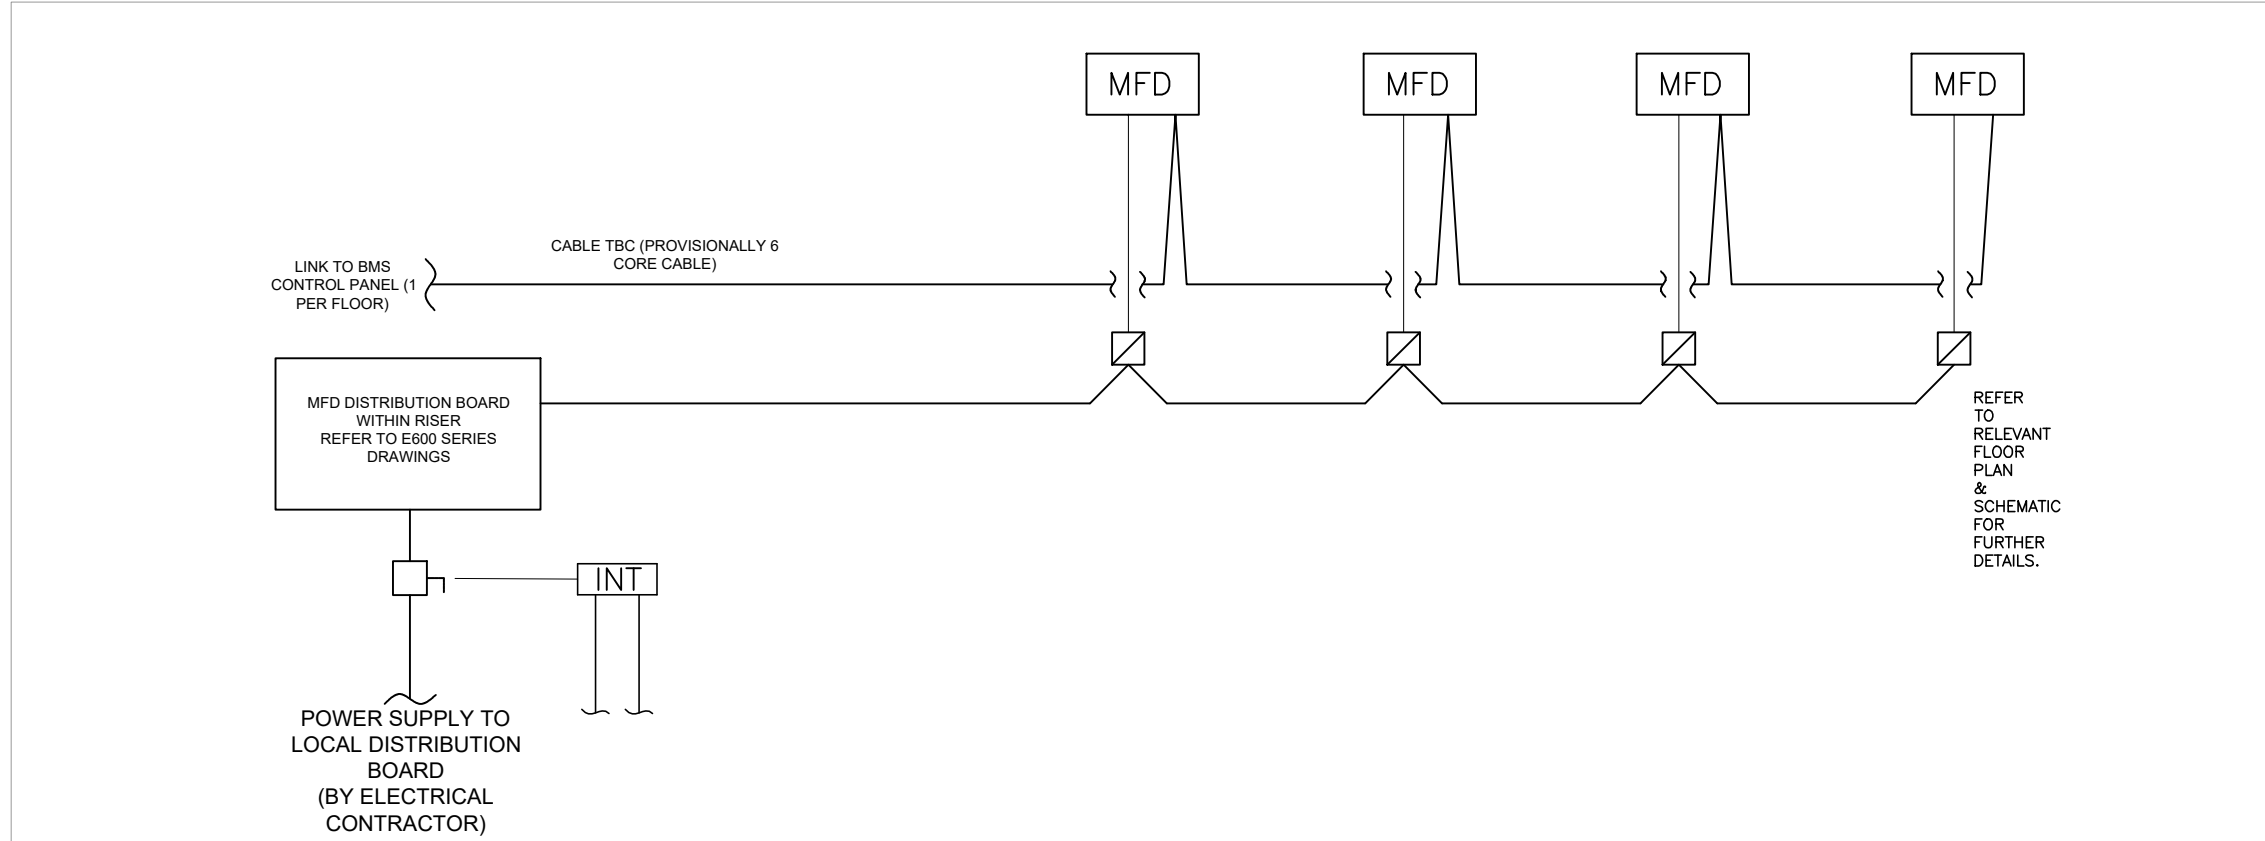 MFD
MFD
MFD
MFD
CABLE TBC (PROVISIONALLY 6
CORE CABLE)
LINK TO BMS
CONTROL PANEL (1
PER FLOOR)
MFD DISTRIBUTION BOARD
WITHIN RISER
REFER TO E600 SERIES
DRAWINGS
REFER
TO
RELEVANT
FLOOR
PLAN
&
SCHEMATIC
FOR
FURTHER
DETAILS.
INT
POWER SUPPLY TO
LOCAL DISTRIBUTION
BOARD
(BY ELECTRICAL
CONTRACTOR)